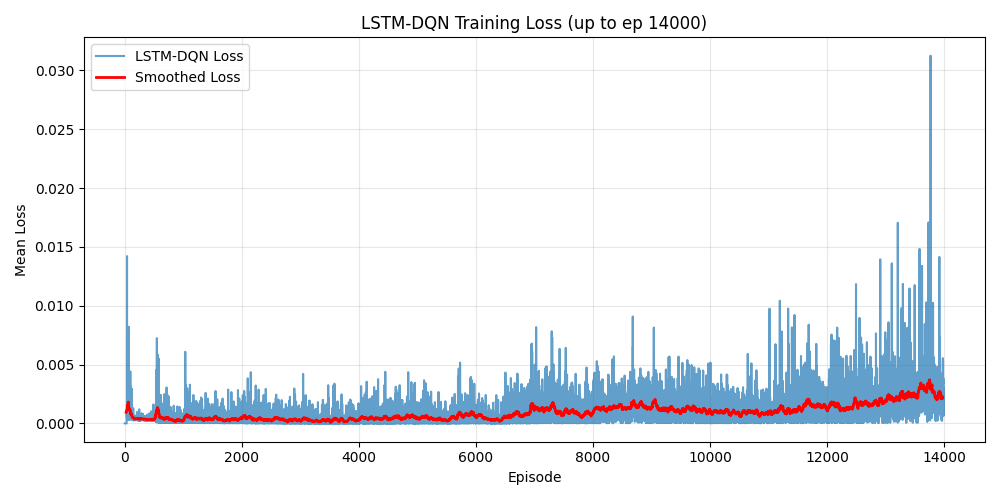 LSTM-DQN Training Loss (up to ep 14000)
LSTM-DQN Loss
Smoothed Loss
Mean Loss
0.030
0.025
0.020
0.015
0.010
0.005
0.000
0 2000 4000 6000 8000 10000 12000 14000
Episode